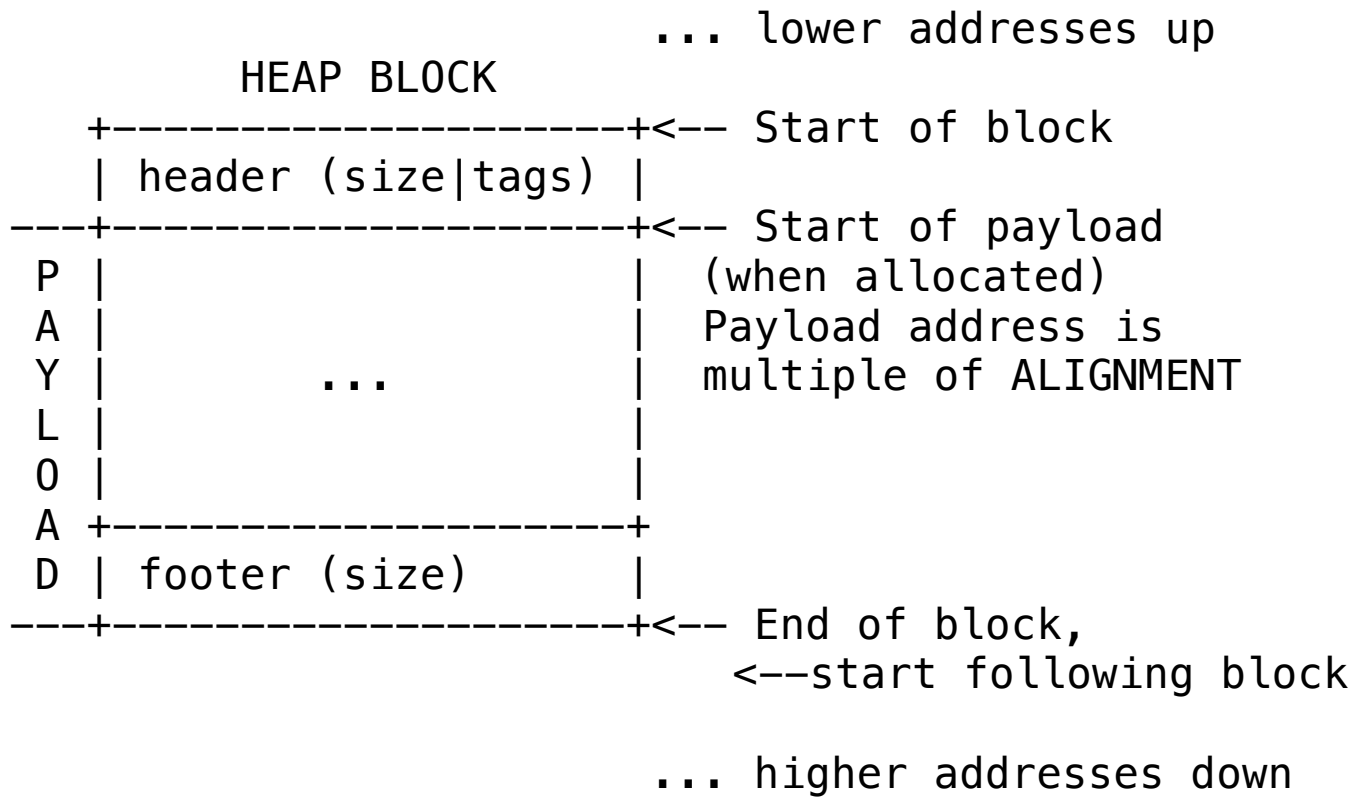 ... lower addresses up
HEAP BLOCK
+---------------------+<-- Start of block
| header (size|tags) |
---+---------------------+<-- Start of payload
P | | (when allocated)
A | | Payload address is
Y | ... | multiple of ALIGNMENT
L | |
O | |
A +---------------------+
D | footer (size) |
---+---------------------+<-- End of block,
<--start following block
... higher addresses down